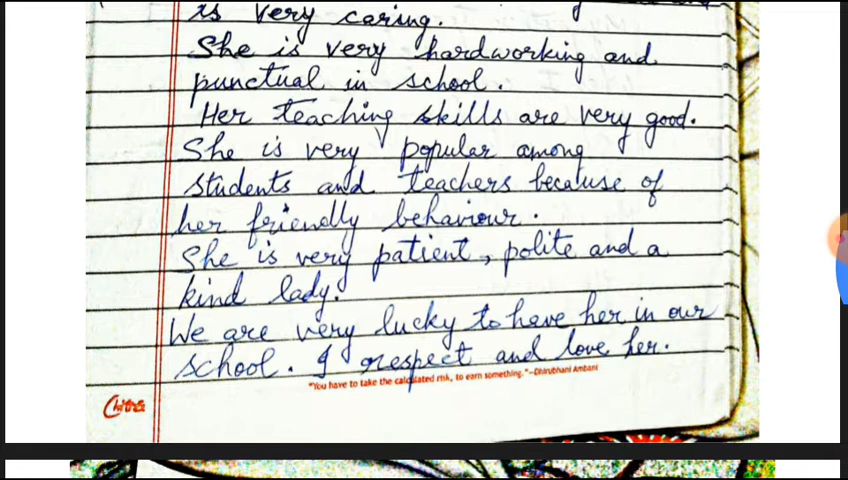 is very caring.
She is very hardworking and
punctual in school.
Her teaching skills are very good.
She is very popular among
students and teachers because of
her friendly behaviour.
She is very patient, polite and a
kind lady.
We are very lucky to have her in our
school. I respect and love her.
"You have to take the calculated risk, to earn something."-Dhirubhani Ambani